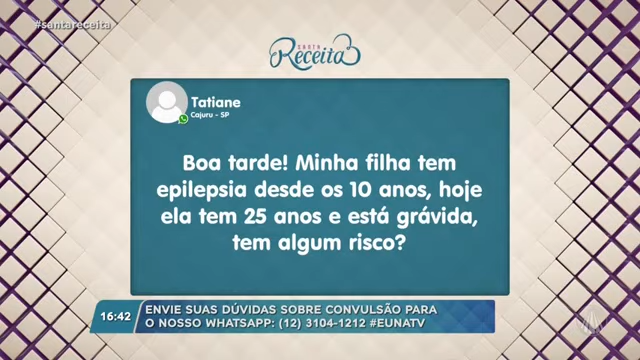 #santareceita
SANTA
Receita
Tatiane
Cajuru - SP
Boa tarde! Minha filha tem
epilepsia desde os 10 anos, hoje
ela tem 25 anos e está grávida,
tem algum risco?
16:42
ENVIE SUAS DÚVIDAS SOBRE CONVULSÃO PARA
O NOSSO WHATSAPP: (12) 3104-1212 #EUNATV